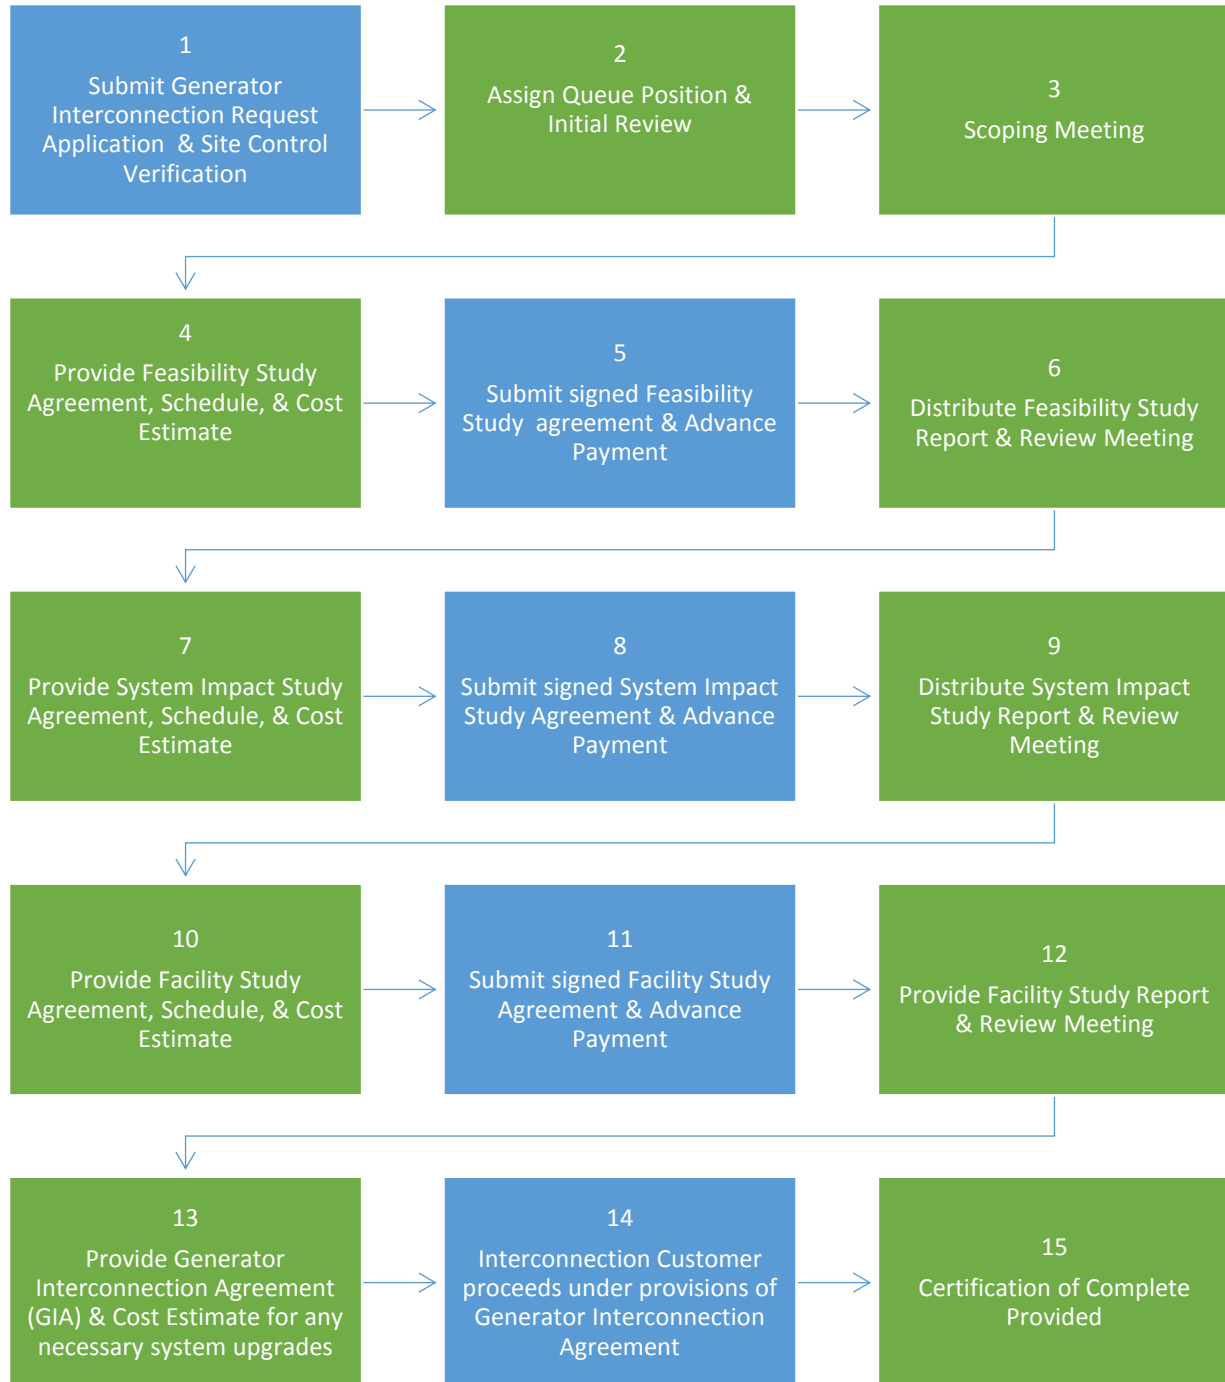 1
Submit Generator
Interconnection Request
Application & Site Control
Verification
2
Assign Queue Position &
Initial Review
3
Scoping Meeting
4
Provide Feasibility Study
Agreement, Schedule, & Cost
Estimate
5
Submit signed Feasibility
Study agreement & Advance
Payment
6
Distribute Feasibility Study
Report & Review Meeting
7
Provide System Impact Study
Agreement, Schedule, & Cost
Estimate
8
Submit signed System Impact
Study Agreement & Advance
Payment
9
Distribute System Impact
Study Report & Review
Meeting
10
Provide Facility Study
Agreement, Schedule, & Cost
Estimate
11
Submit signed Facility Study
Agreement & Advance
Payment
12
Provide Facility Study Report
& Review Meeting
13
Provide Generator
Interconnection Agreement
(GIA) & Cost Estimate for any
necessary system upgrades
14
Interconnection Customer
proceeds under provisions of
Generator Interconnection
Agreement
15
Certification of Complete
Provided